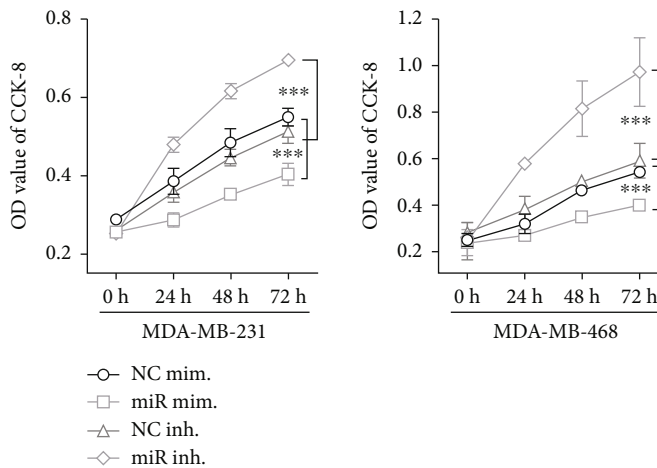 OD value of CCK-8
0.8
0.6
0.4
0.2
***
***
0 h 24 h 48 h 72 h
MDA-MB-231
OD value of CCK-8
1.2
1.0
0.8
0.6
0.4
0.2
***
***
0 h 24 h 48 h 72 h
MDA-MB-468
NC mim.
miR mim.
NC inh.
miR inh.